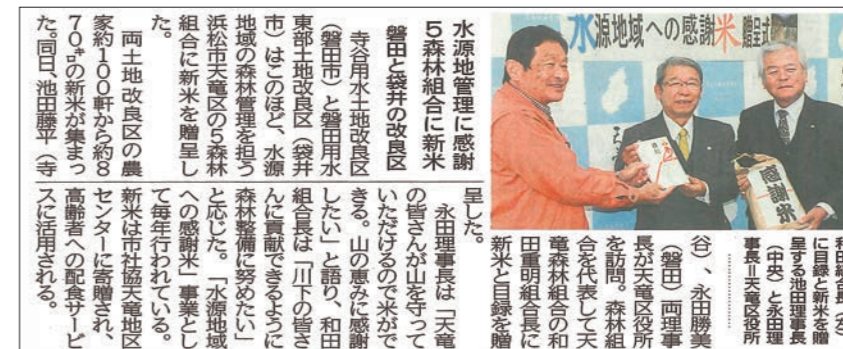 水源地域への感謝米 贈呈式
感謝米
和田組合長（左）
に目録と新米を贈
呈する池田理事長
（中央）と永田理
事長＝天竜区役所
水源地管理に感謝
5森林組合に新米
磐田と袋井の改良区
寺谷用水土地改良区
（磐田市）と磐田用水
東部土地改良区（袋井
市）はこのほど、水源
地域の森林管理を担う
浜松市天竜区の5森林
組合に新米を贈呈し
た。
両土地改良区の農
家約100軒から約8
70㌔の新米が集まっ
た。同日、池田藤平（寺
谷）、永田勝美
（磐田）両理事
長が天竜区役所
を訪問。森林組
合を代表して天
竜森林組合の和
田重明組合長に
新米と目録を贈
呈した。
永田理事長は「天竜
の皆さんが山を守って
いただけるので米がで
きる。山の恵みに感謝
したい」と語り、和田
組合長は「川下の皆さ
んに貢献できるように
森林整備に努めたい」
と応じた。「水源地域
への感謝米」事業とし
て毎年行われている。
新米は市社協天竜地区
センターに寄贈され、
高齢者への配食サービ
スに活用される。